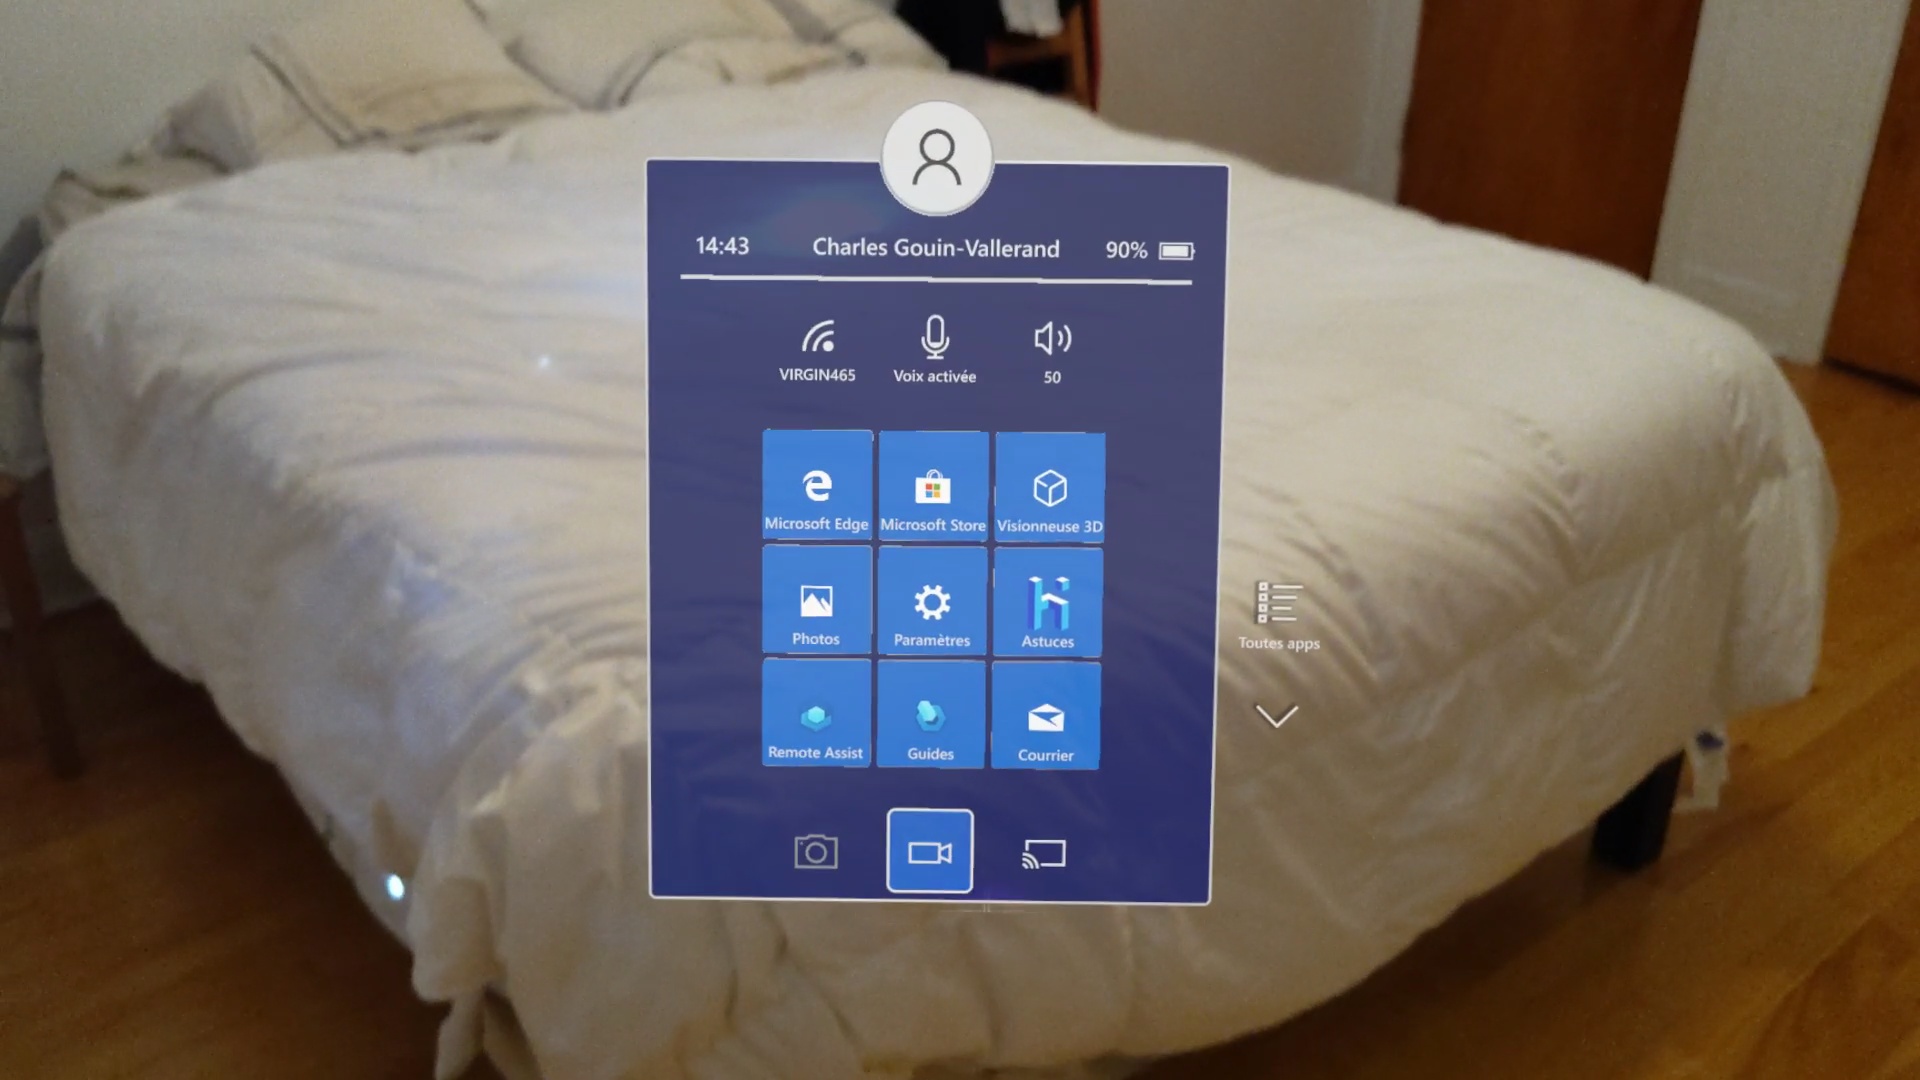 14:43 Charles Gouin-Vallerand 90%
VIRGIN465 Voix activée 50
Microsoft Edge Microsoft Store Visionneuse 3D
Photos Paramètres Astuces
Toutes apps
Remote Assist Guides Courrier